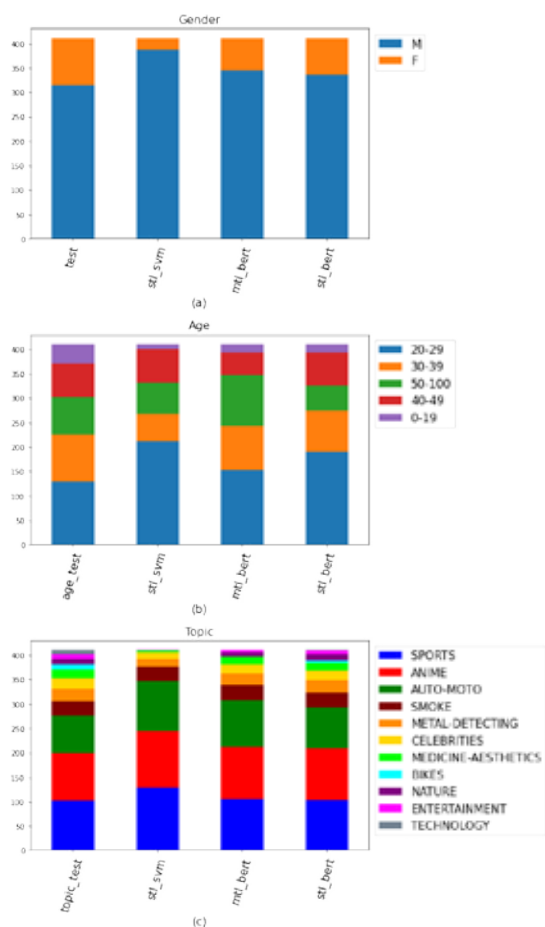 Gender
400
350
300
250
200
150
100
50
0
M
F
test
stl_svm
mtl_bert
stl_bert
(a)
Age
400
350
300
250
200
150
100
50
0
20-29
30-39
50-100
40-49
0-19
age_test
stl_svm
mtl_bert
stl_bert
(b)
Topic
400
350
300
250
200
150
100
50
0
SPORTS
ANIME
AUTO-MOTO
SMOKE
METAL-DETECTING
CELEBRITIES
MEDICINE-AESTHETICS
BIKES
NATURE
ENTERTAINMENT
TECHNOLOGY
topic_test
stl_svm
mtl_bert
stl_bert
(c)